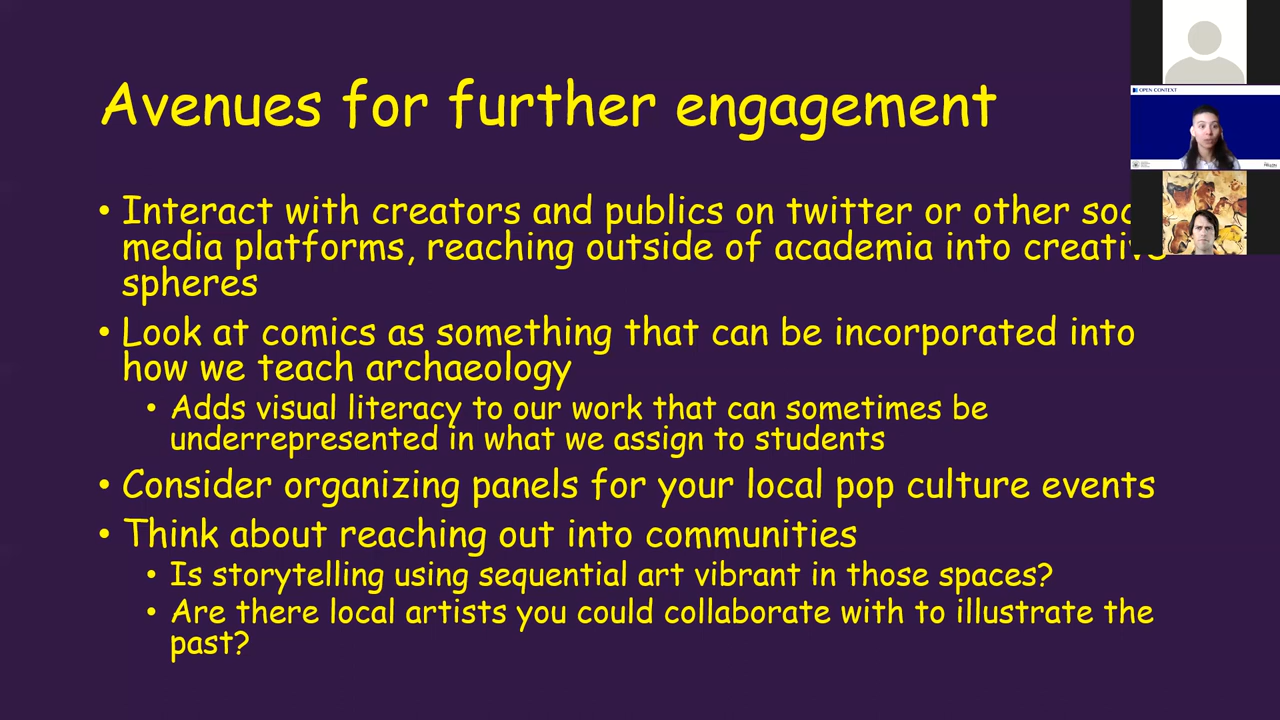 Avenues for further engagement
• Interact with creators and publics on twitter or other
media platforms, reaching outside of academia into creative
spheres
• Look at comics as something that can be incorporated into
how we teach archaeology
• Adds visual literacy to our work that can sometimes be
underrepresented in what we assign to students
• Consider organizing panels for your local pop culture events
• Think about reaching out into communities
• Is storytelling using sequential art vibrant in those spaces?
• Are there local artists you could collaborate with to illustrate the
past?
OPEN CONTEXT